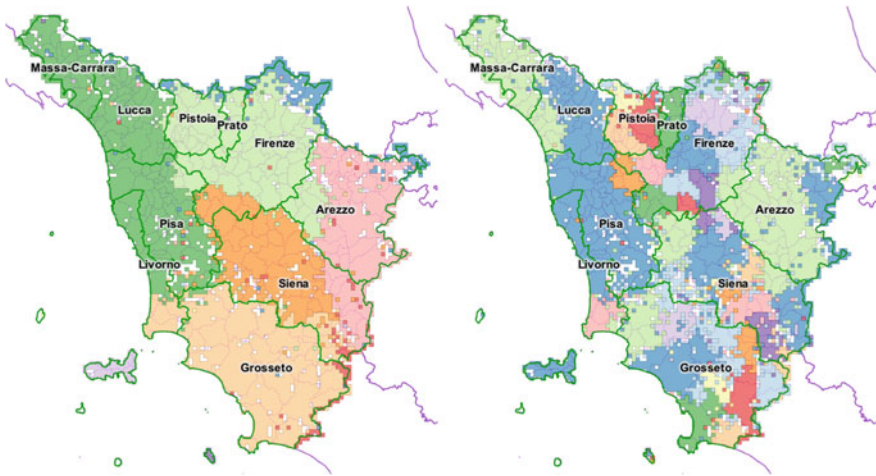 Massa-Carrara
Lucca
Pistoia
Prato
Firenze
Arezzo
Pisa
Livorno
Siena
Grosseto
Massa-Carrara
Lucca
Pistoia
Prato
Firenze
Arezzo
Pisa
Livorno
Siena
Grosseto